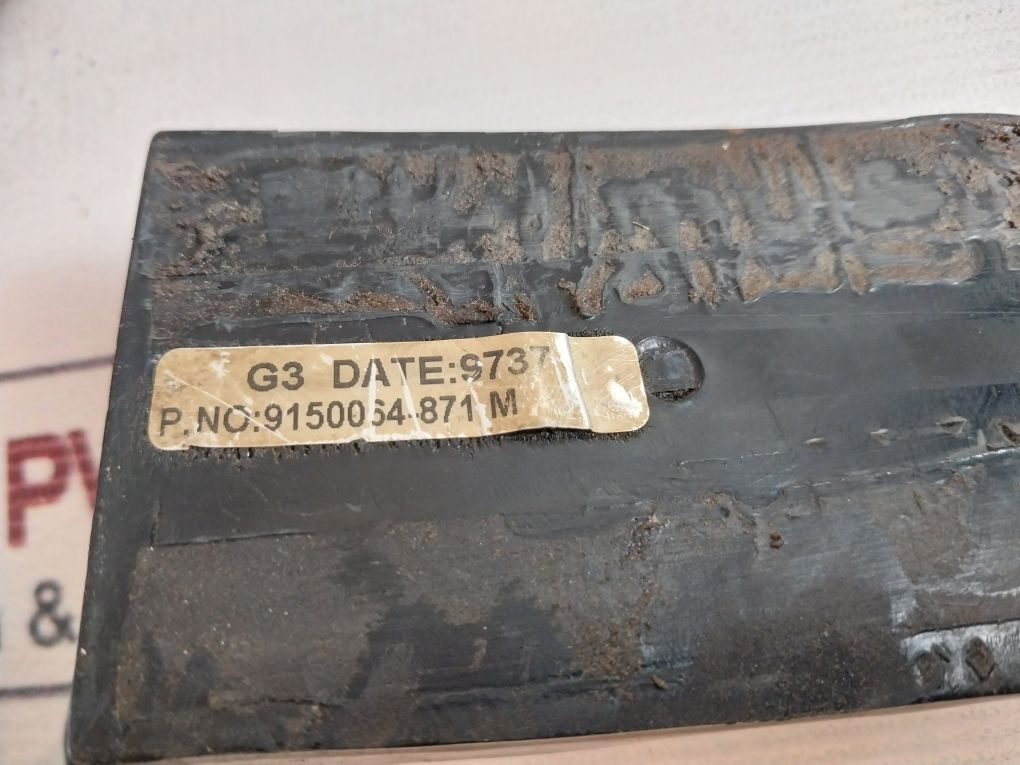 G3 DATE:9737
P.NO:9150064-871 M
P
&